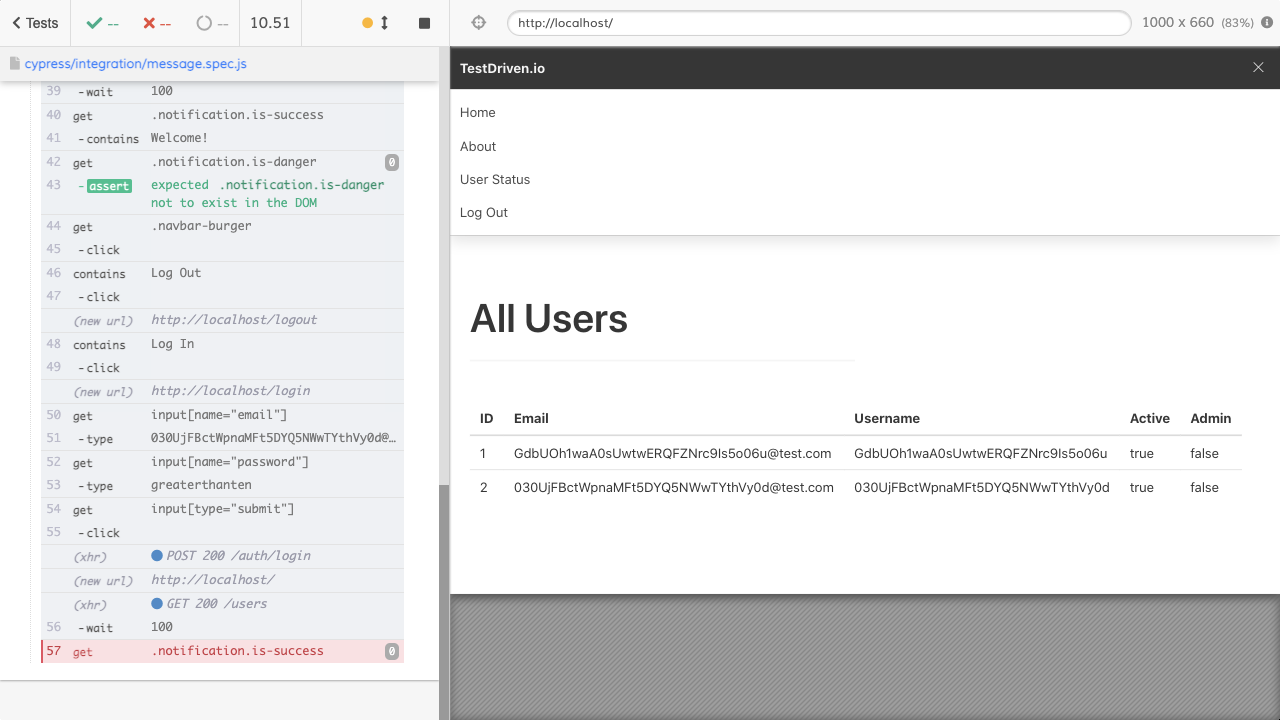 Tests
--
--
--
10.51
http://localhost/
1000 x 660 (83%)
cypress/integration/message.spec.js
39 -wait 100
40 get .notification.is-success
41 -contains Welcome!
42 get .notification.is-danger 0
43 -assert expected .notification.is-danger
not to exist in the DOM
44 get .navbar-burger
45 -click
46 contains Log Out
47 -click
(new url) http://localhost/logout
48 contains Log In
49 -click
(new url) http://localhost/login
50 get input[name="email"]
51 -type 030UjFBctWpnaMFt5DYQ5NWwTYthVy0d@…
52 get input[name="password"]
53 -type greaterthanten
54 get input[type="submit"]
55 -click
(xhr) POST 200 /auth/login
(new url) http://localhost/
(xhr) GET 200 /users
56 -wait 100
57 get .notification.is-success 0
TestDriven.io
Home
About
User Status
Log Out
All Users
ID Email Username Active Admin
1 GdbUOh1waA0sUwtwERQFZNrc9Is5o06u@test.com GdbUOh1waA0sUwtwERQFZNrc9Is5o06u true false
2 030UjFBctWpnaMFt5DYQ5NWwTYthVy0d@test.com 030UjFBctWpnaMFt5DYQ5NWwTYthVy0d true false